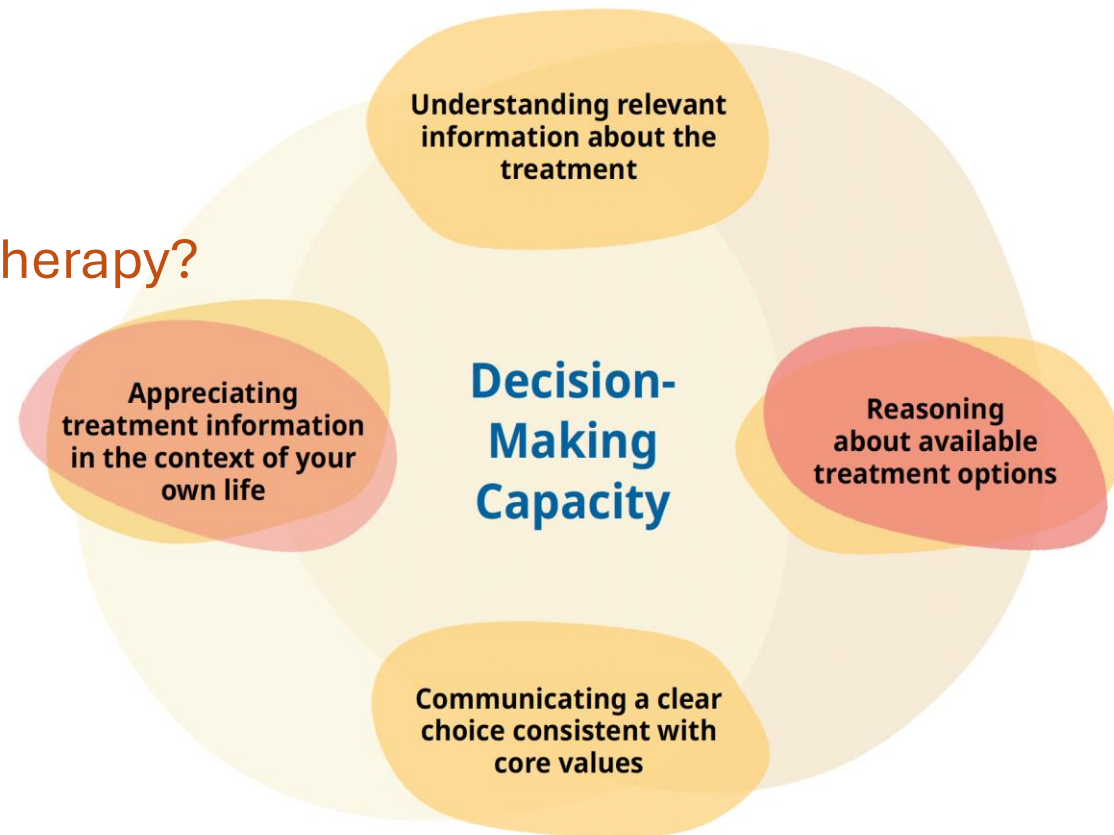 Understanding relevant
information about the
treatment
herapy?
Appreciating
treatment information
in the context of your
own life
Decision-
Making
Capacity
Reasoning
about available
treatment options
Communicating a clear
choice consistent with
core values